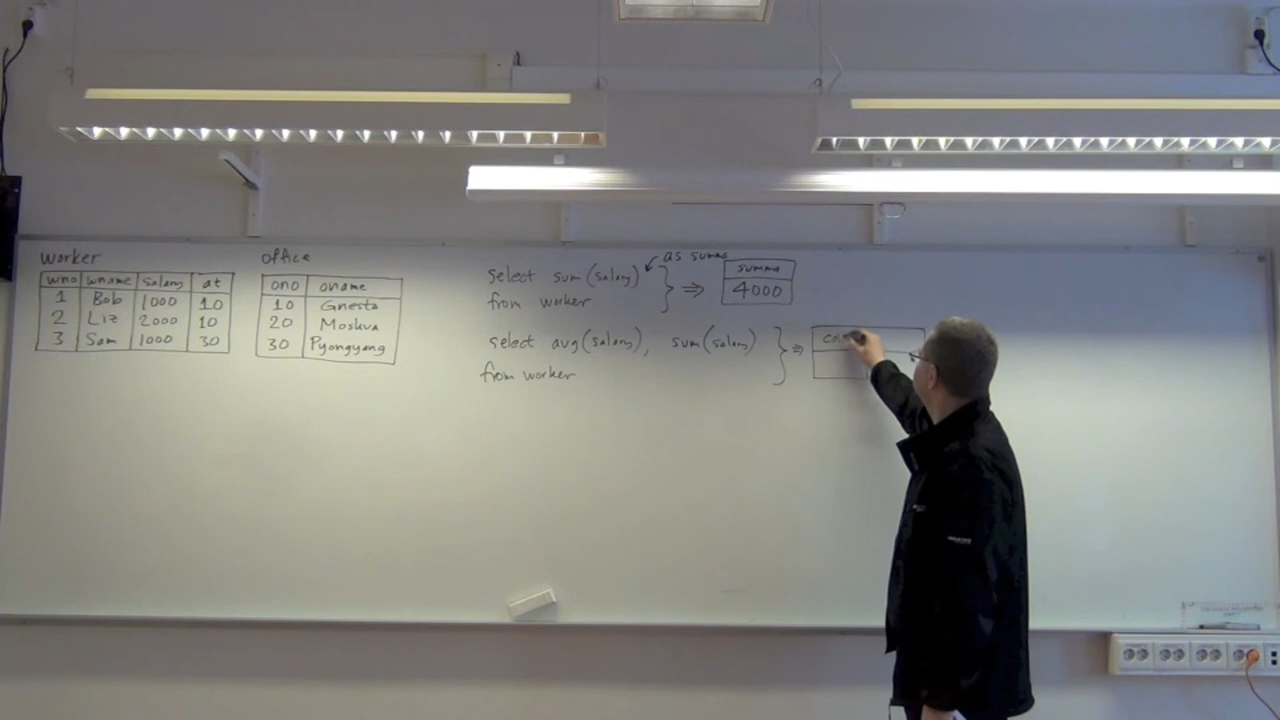 worker
wno wname salary at
1 Bob 1000 10
2 Liz 2000 10
3 Sam 1000 30
office
ono oname
10 Gnesta
20 Moskva
30 Pyongyang
select sum(salary) as summa
from worker
⇒
summa
4000
select avg(salary), sum(salary)
from worker
⇒